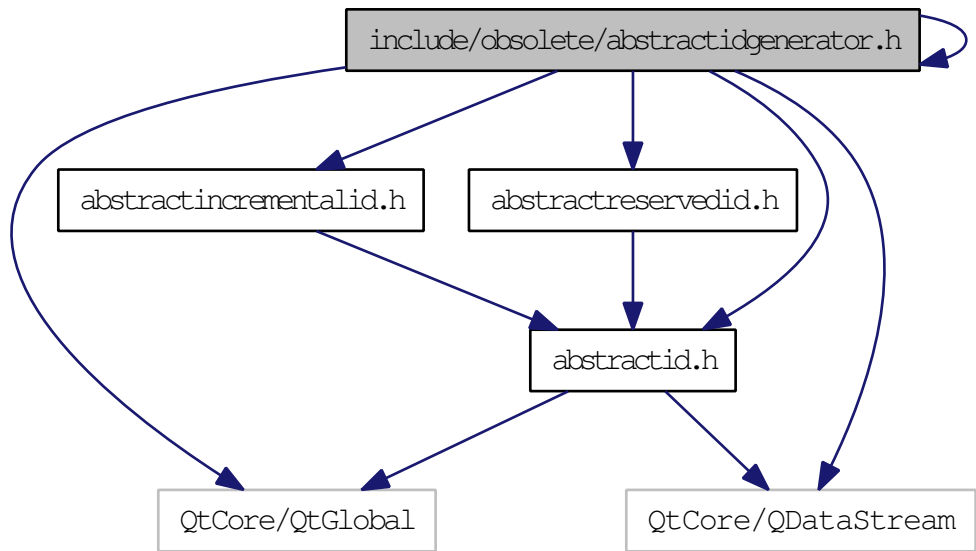 include/obsolete/abstractidgenerator.h
abstractincrementalid.h
abstractreservedid.h
abstractid.h
QtCore/QtGlobal
QtCore/QDataStream